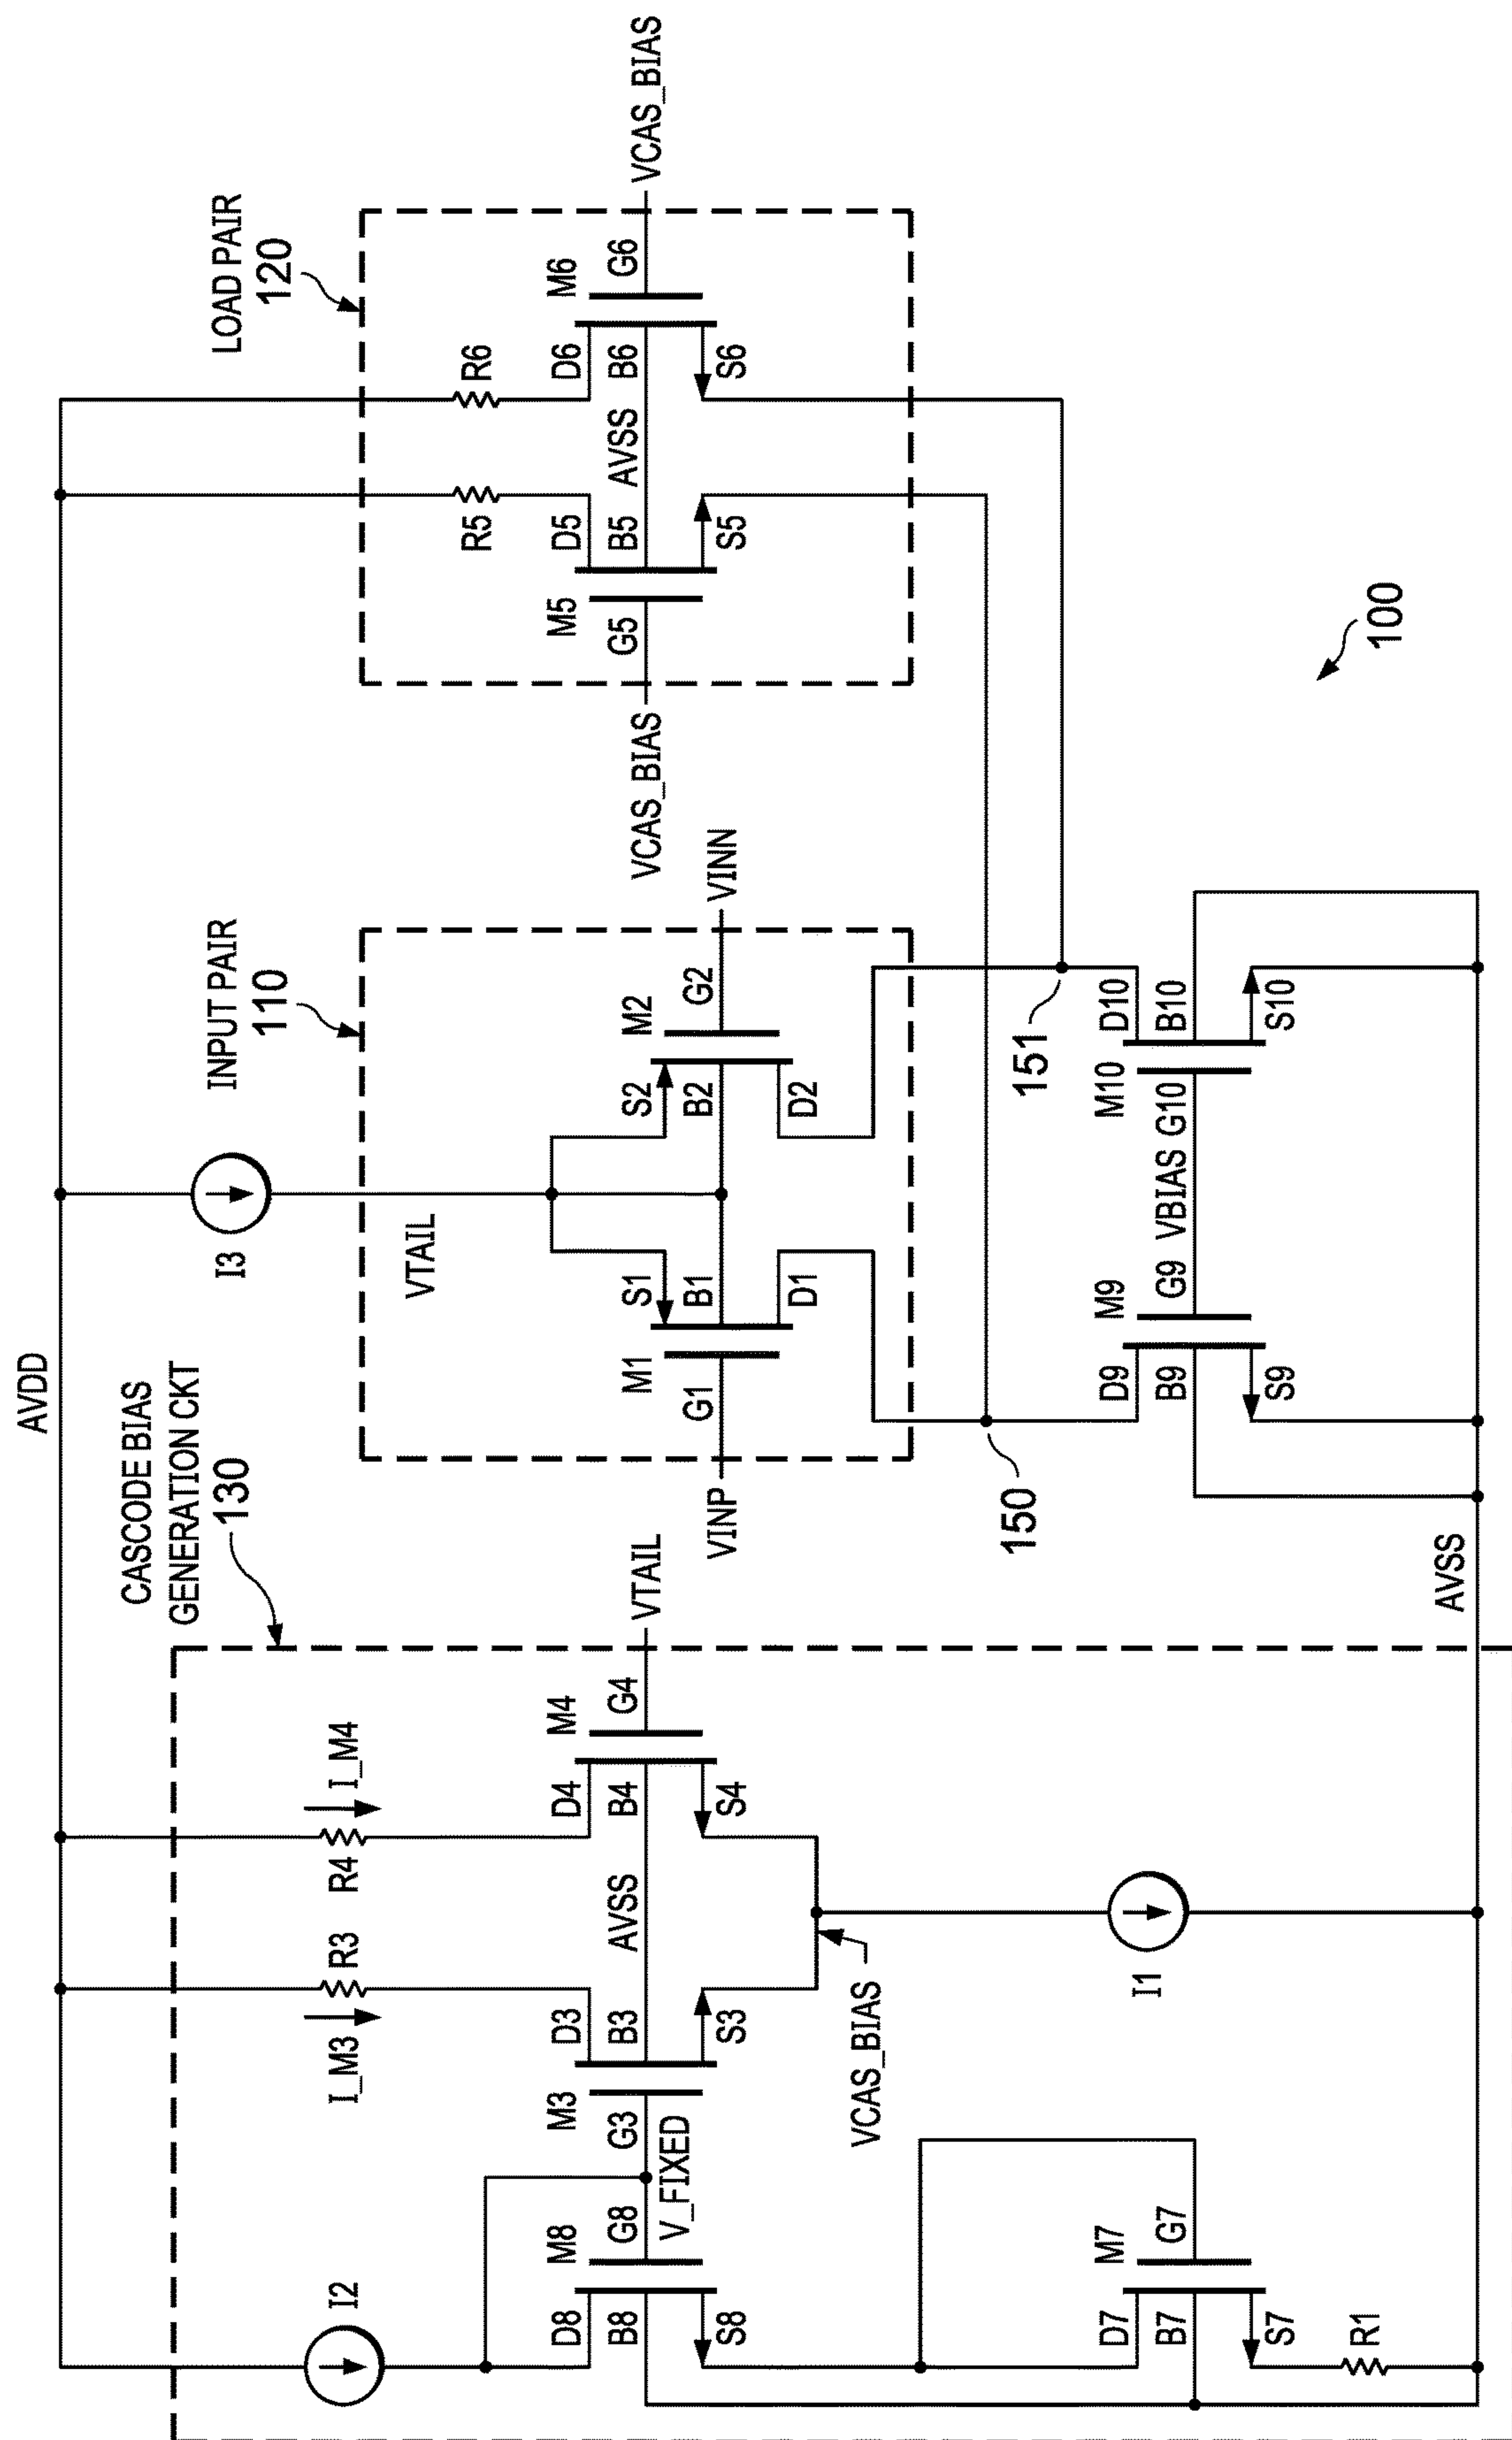 AVDD
CASCODE BIAS
GENERATION CKT
130
I2
I_M3
R3
R4
I_M4
M8
D8
G8
B8
S8
V_FIXED
M3
G3
D3
B3
S3
AVSS
M4
D4
G4
B4
S4
VTAIL
VCAS_BIAS
M7
D7
G7
B7
S7
R1
I1
AVSS
I3
INPUT PAIR
110
VTAIL
VINP
M1
G1
S1
B1
D1
M2
S2
G2
B2
D2
VINN
150
151
M9
D9
G9
B9
S9
VBIAS
M10
G10
D10
B10
S10
LOAD PAIR
120
R5
R6
VCAS_BIAS
M5
G5
D5
B5
S5
AVSS
M6
D6
G6
B6
S6
VCAS_BIAS
100